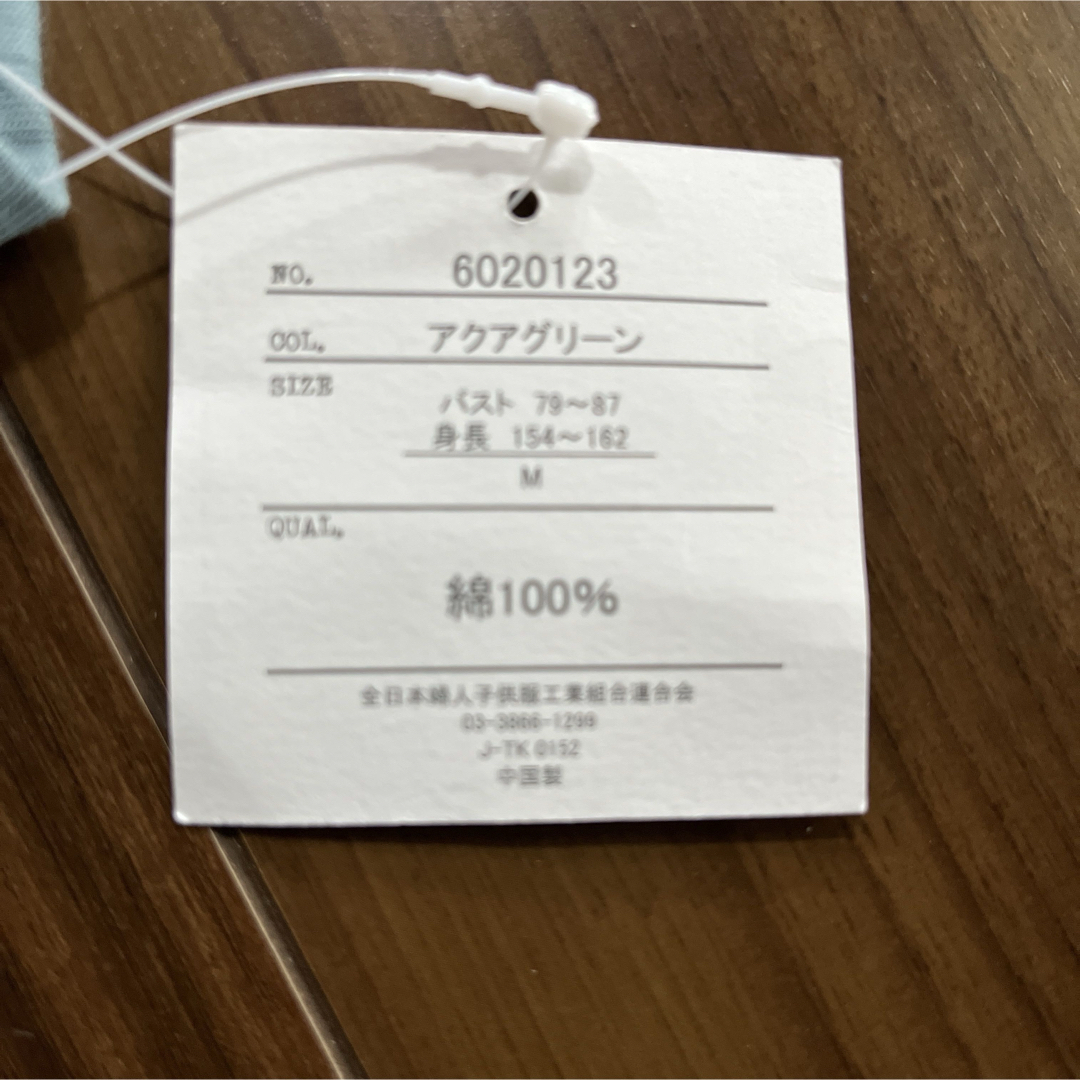 NO. 6020123
COL. アクアグリーン
SIZE
バスト 79〜87
身長 154〜162
M
QUAL.
綿100%
全日本婦人子供服工業組合連合会
03-3866-1299
J-TK 0152
中国製